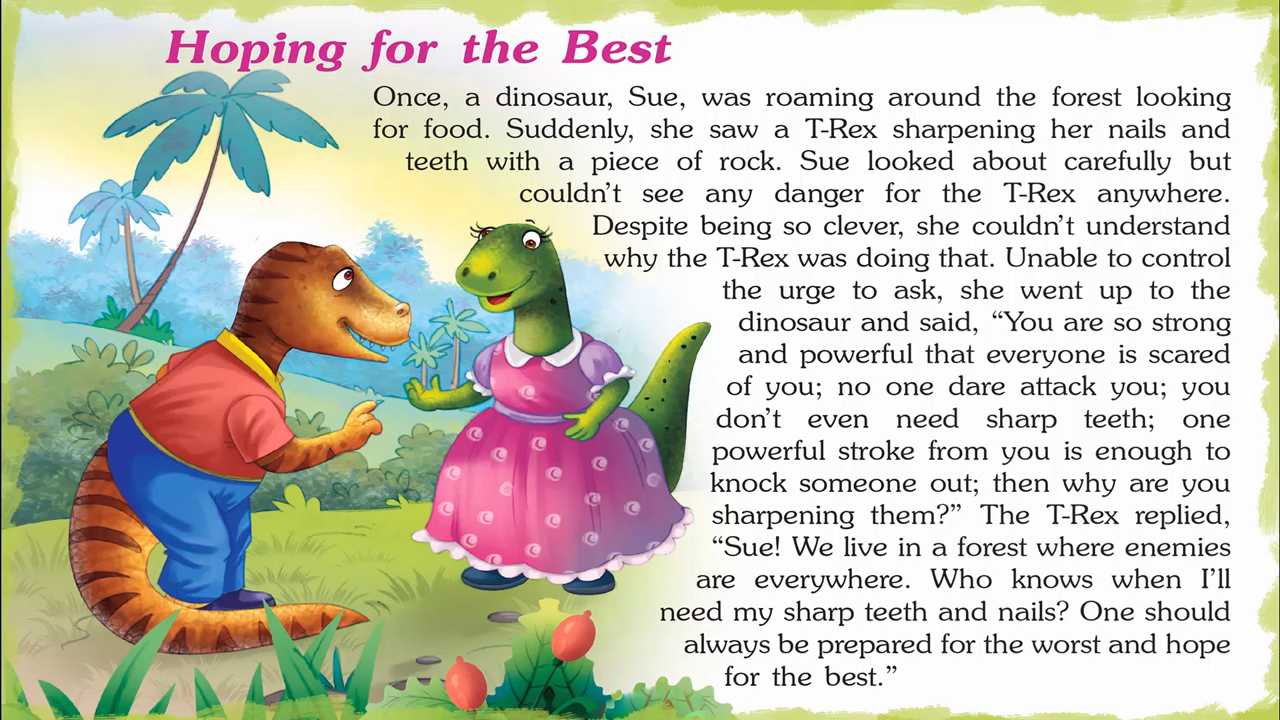 Hoping for the Best
Once, a dinosaur, Sue, was roaming around the forest looking
for food. Suddenly, she saw a T-Rex sharpening her nails and
teeth with a piece of rock. Sue looked about carefully but
couldn't see any danger for the T-Rex anywhere.
Despite being so clever, she couldn't understand
why the T-Rex was doing that. Unable to control
the urge to ask, she went up to the
dinosaur and said, “You are so strong
and powerful that everyone is scared
of you; no one dare attack you; you
don't even need sharp teeth; one
powerful stroke from you is enough to
knock someone out; then why are you
sharpening them?” The T-Rex replied,
“Sue! We live in a forest where enemies
are everywhere. Who knows when I'll
need my sharp teeth and nails? One should
always be prepared for the worst and hope
for the best.”